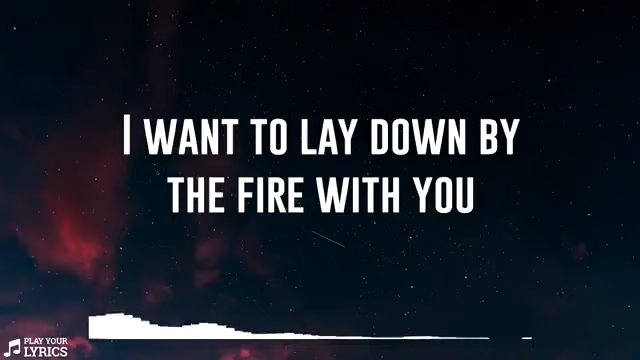 I WANT TO LAY DOWN BY
THE FIRE WITH YOU
PLAY YOUR
LYRICS